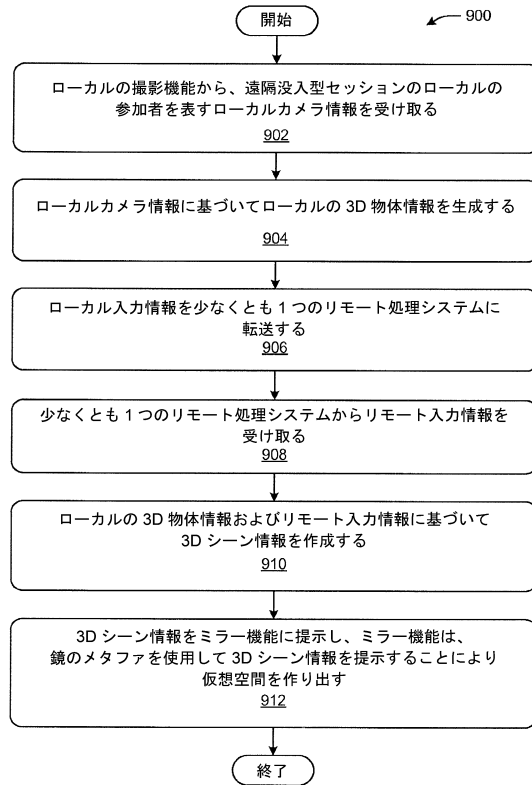 開始
900
ローカルの撮影機能から、遠隔没入型セッションのローカルの
参加者を表すローカルカメラ情報を受け取る
902
ローカルカメラ情報に基づいてローカルの 3D 物体情報を生成する
904
ローカル入力情報を少なくとも 1 つのリモート処理システムに
転送する
906
少なくとも 1 つのリモート処理システムからリモート入力情報を
受け取る
908
ローカルの 3D 物体情報およびリモート入力情報に基づいて
3D シーン情報を作成する
910
3D シーン情報をミラー機能に提示し、ミラー機能は、
鏡のメタファを使用して 3D シーン情報を提示することにより
仮想空間を作り出す
912
終了